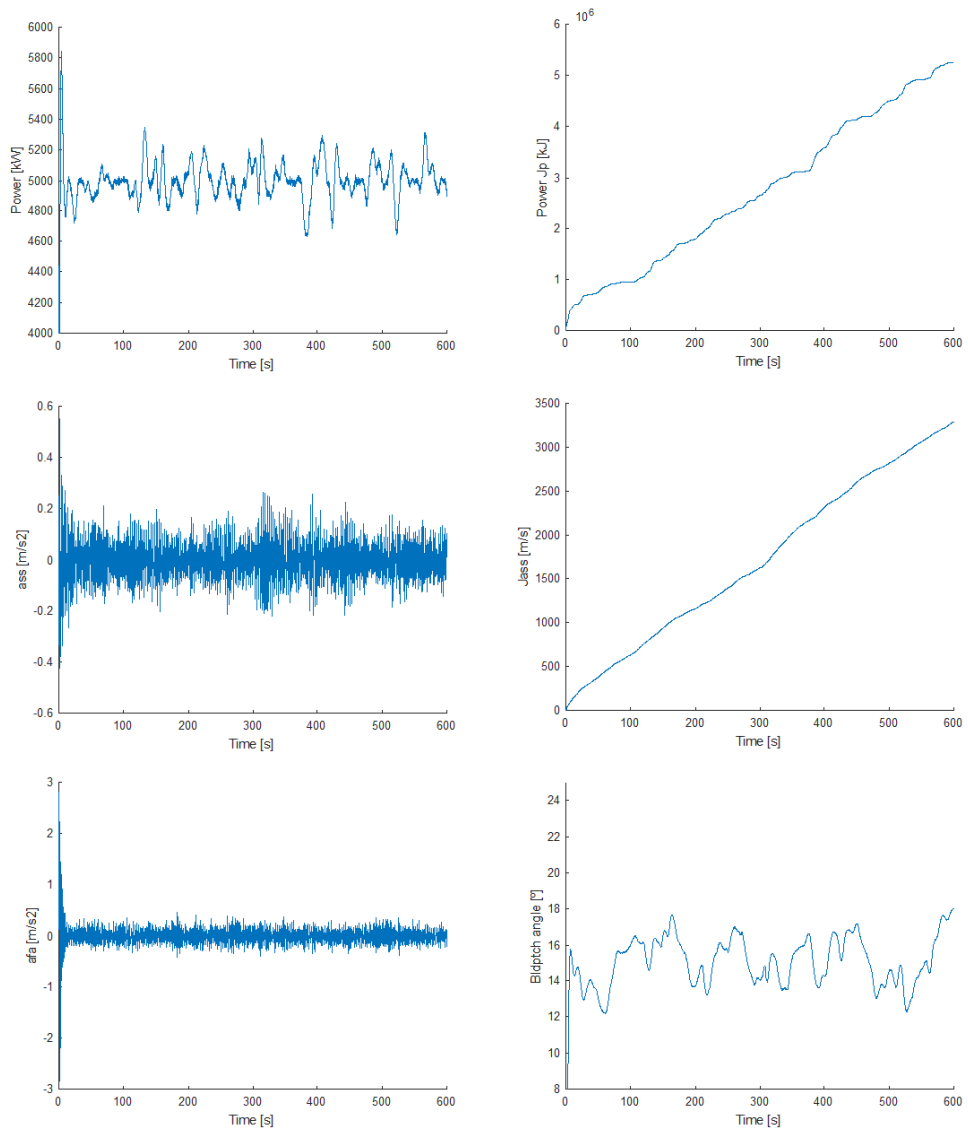 6000
5800
5600
5400
5200
5000
4800
4600
4400
4200
4000
Power [kW]
0 100 200 300 400 500 600
Time [s]
10^6
6
5
4
3
2
1
0
Power Jp [kJ]
0 100 200 300 400 500 600
Time [s]
0.6
0.4
0.2
0
-0.2
-0.4
-0.6
ass [m/s2]
0 100 200 300 400 500 600
Time [s]
3500
3000
2500
2000
1500
1000
500
0
Jass [m/s]
0 100 200 300 400 500 600
Time [s]
3
2
1
0
-1
-2
-3
afa [m/s2]
0 100 200 300 400 500 600
Time [s]
24
22
20
18
16
14
12
10
8
Bldptch angle [º]
0 100 200 300 400 500 600
Time [s]